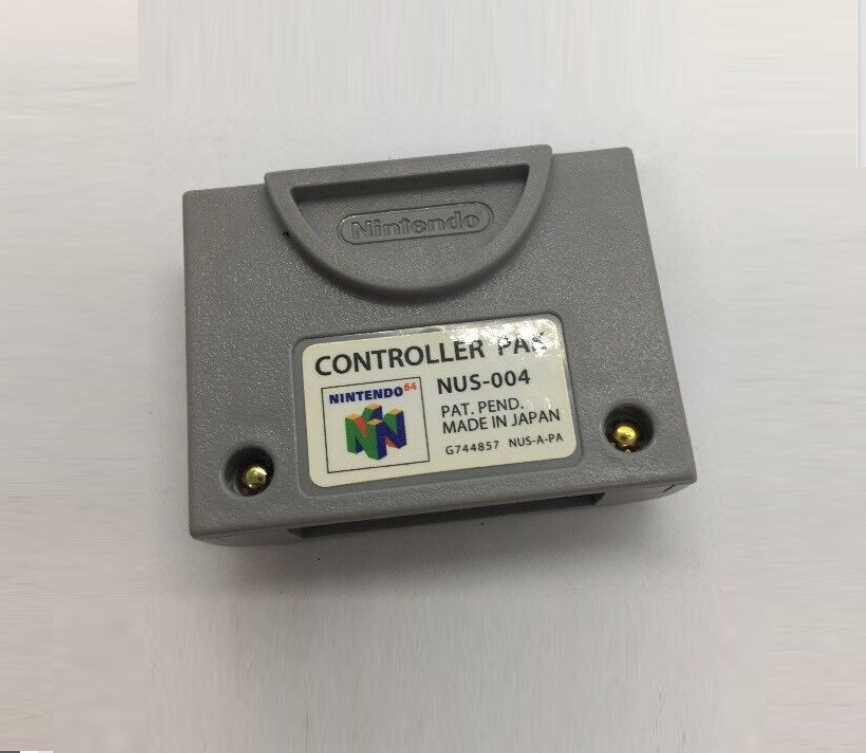 Nintendo®
CONTROLLER PAK
NINTENDO64
NUS-004
PAT. PEND.
MADE IN JAPAN
G744857 NUS-A-PA